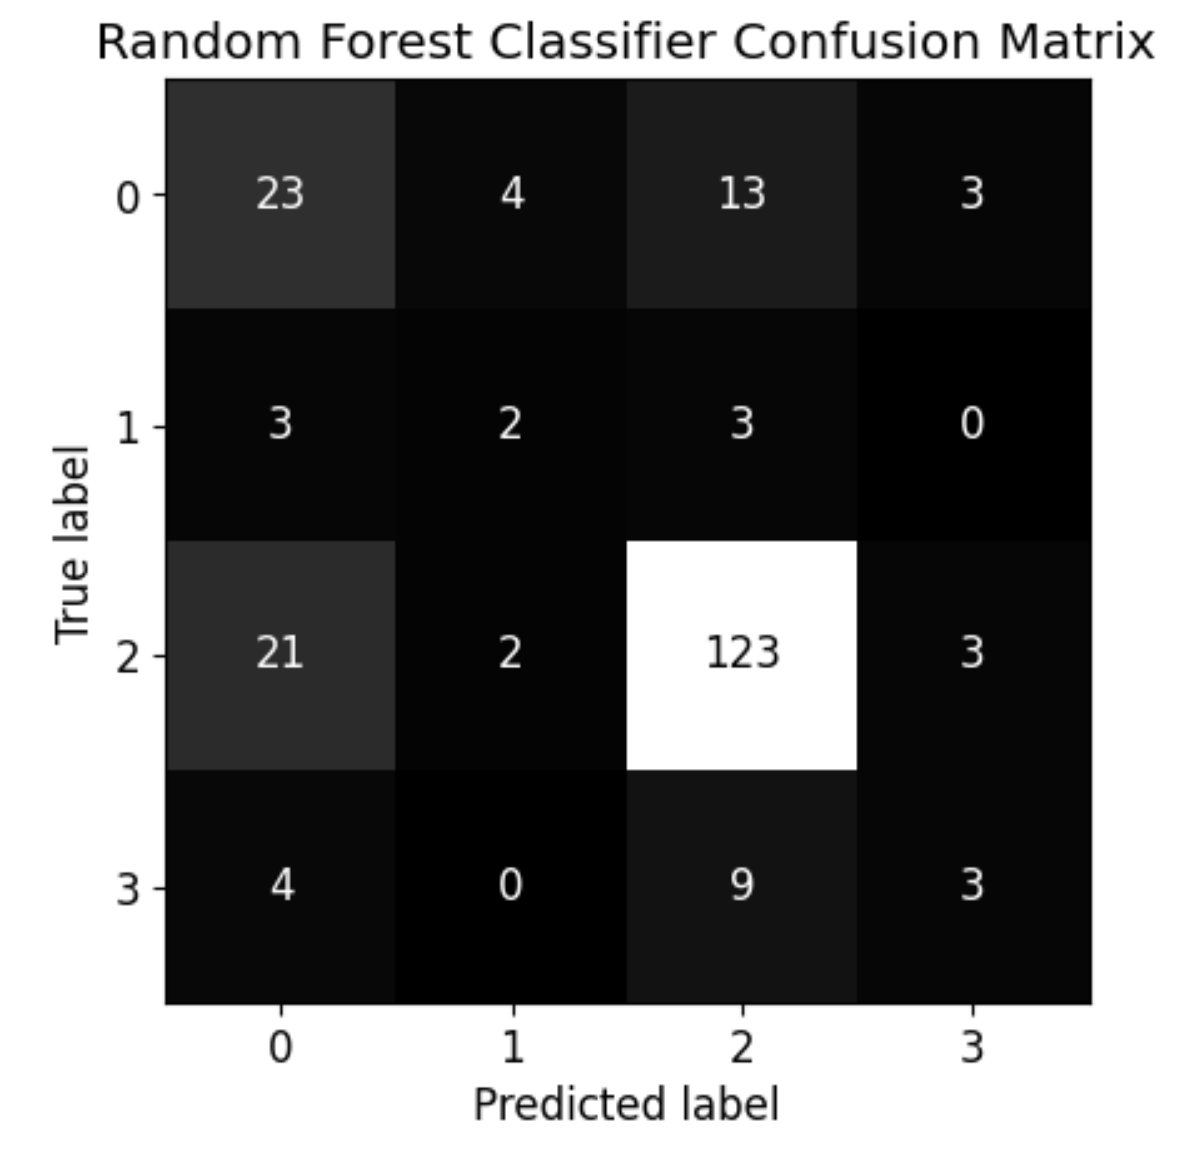 Random Forest Classifier Confusion Matrix
0 23 4 13 3
1 3 2 3 0
2 21 2 123 3
3 4 0 9 3
True label
0 1 2 3
Predicted label